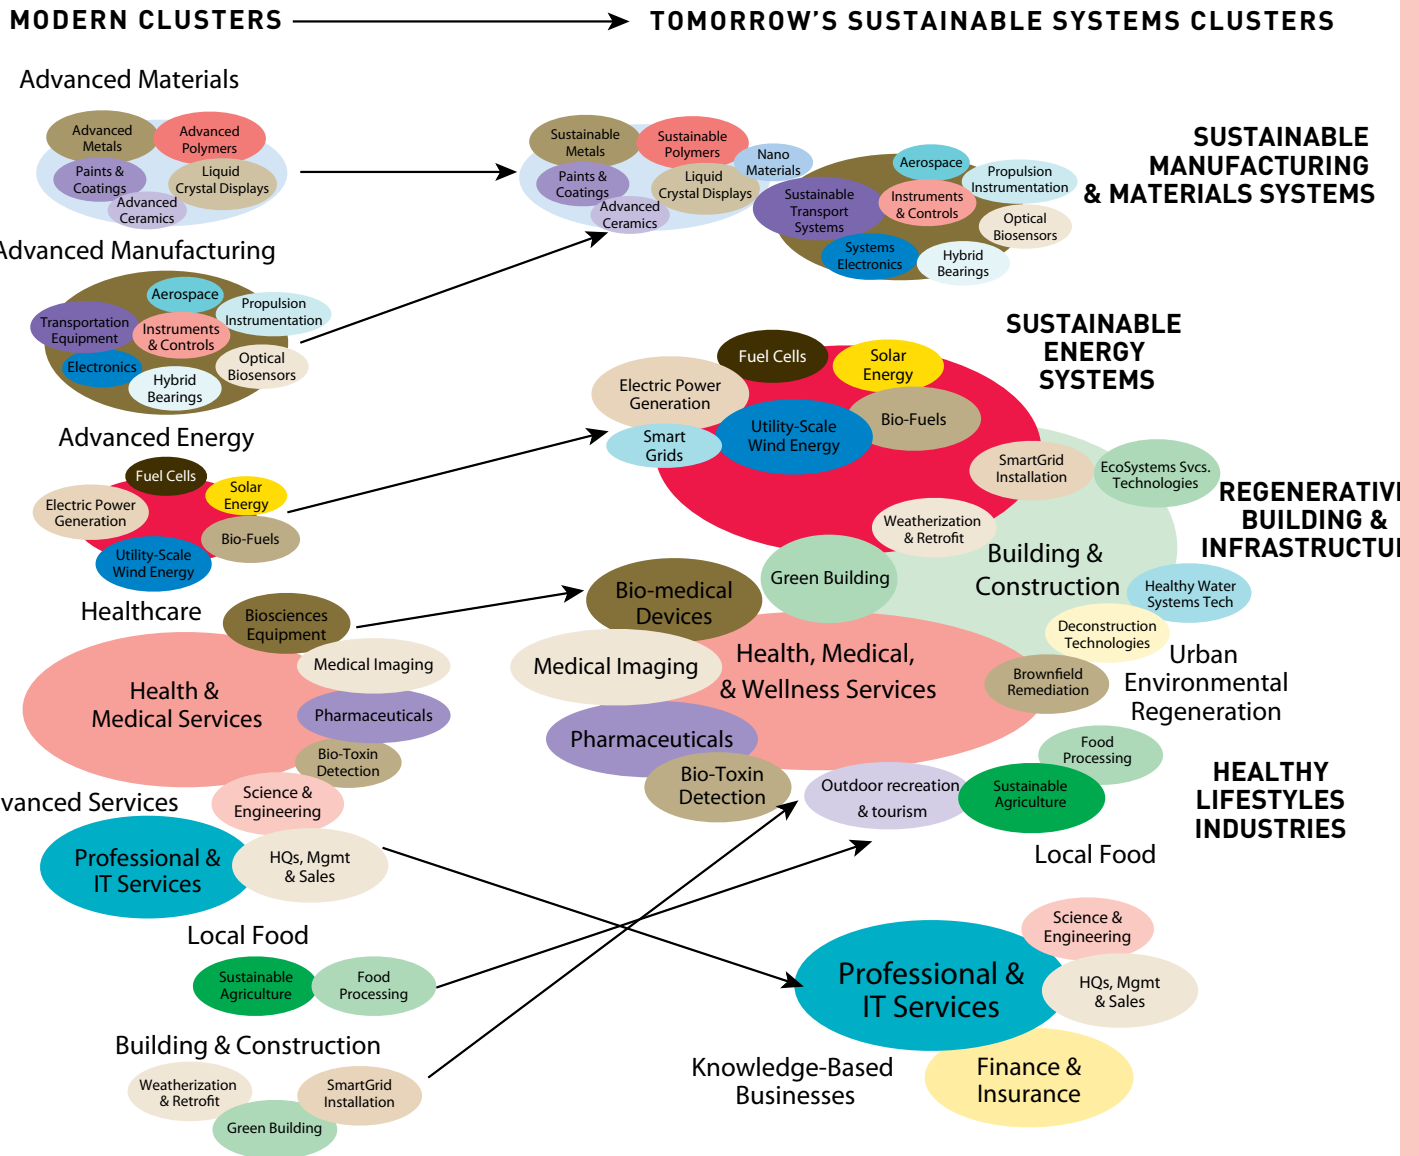 MODERN CLUSTERS
TOMORROW'S SUSTAINABLE SYSTEMS CLUSTERS
Advanced Materials
Advanced
Metals
Advanced
Polymers
Paints &
Coatings
Liquid
Crystal Displays
Advanced
Ceramics
Advanced Manufacturing
Aerospace
Propulsion
Instrumentation
Transportation
Equipment
Instruments
& Controls
Electronics
Optical
Biosensors
Hybrid
Bearings
Advanced Energy
Fuel Cells
Solar
Energy
Electric Power
Generation
Bio-Fuels
Utility-Scale
Wind Energy
Healthcare
Biosciences
Equipment
Medical Imaging
Health &
Medical Services
Pharmaceuticals
Bio-Toxin
Detection
vanced Services
Science &
Engineering
Professional &
IT Services
HQs, Mgmt
& Sales
Local Food
Sustainable
Agriculture
Food
Processing
Building & Construction
Weatherization
& Retrofit
SmartGrid
Installation
Green Building
Sustainable
Metals
Sustainable
Polymers
Nano
Materials
Paints &
Coatings
Liquid
Crystal Displays
Advanced
Ceramics
Sustainable
Transport
Systems
Aerospace
Propulsion
Instrumentation
Instruments
& Controls
Optical
Biosensors
Systems
Electronics
Hybrid
Bearings
SUSTAINABLE
MANUFACTURING
& MATERIALS SYSTEMS
SUSTAINABLE
ENERGY
SYSTEMS
Fuel Cells
Solar
Energy
Electric Power
Generation
Bio-Fuels
Utility-Scale
Wind Energy
Smart
Grids
SmartGrid
Installation
EcoSystems Svcs.
Technologies
REGENERATIV
BUILDING &
INFRASTRUCTU
Weatherization
& Retrofit
Building &
Construction
Green Building
Healthy Water
Systems Tech
Deconstruction
Technologies
Brownfield
Remediation
Urban
Environmental
Regeneration
Bio-medical
Devices
Medical Imaging
Health, Medical,
& Wellness Services
Pharmaceuticals
Bio-Toxin
Detection
Outdoor recreation
& tourism
Food
Processing
Sustainable
Agriculture
Local Food
HEALTHY
LIFESTYLES
INDUSTRIES
Science &
Engineering
Professional &
IT Services
HQs, Mgmt
& Sales
Knowledge-Based
Businesses
Finance &
Insurance